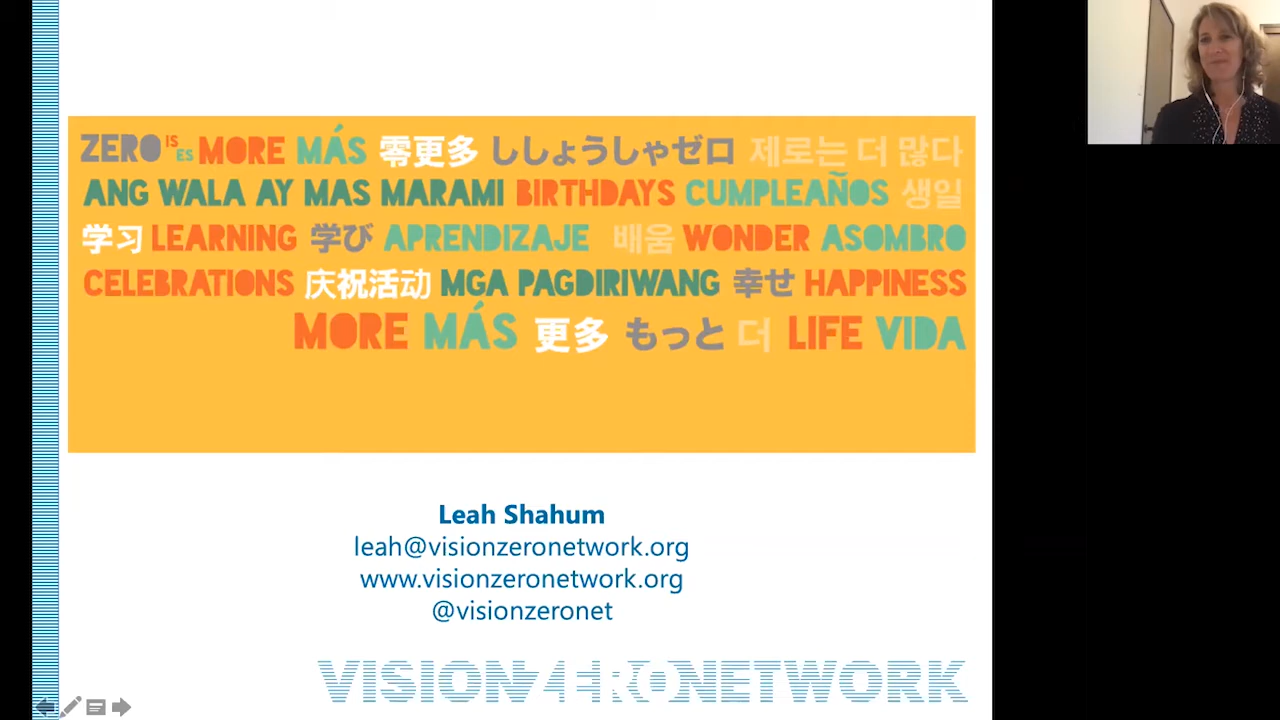 ZERO IS ES MORE MÁS 零更多 ししょうしゃゼロ 제로는 더 많다
ANG WALA AY MAS MARAMI BIRTHDAYS CUMPLEAÑOS 생일
学习 LEARNING 学び APRENDIZAJE 배움 WONDER ASOMBRO
CELEBRATIONS 庆祝活动 MGA PAGDIRIWANG 幸せ HAPPINESS
MORE MÁS 更多 もっと 더 LIFE VIDA
Leah Shahum
leah@visionzeronetwork.org
www.visionzeronetwork.org
@visionzeronet
VISION ZERO NETWORK